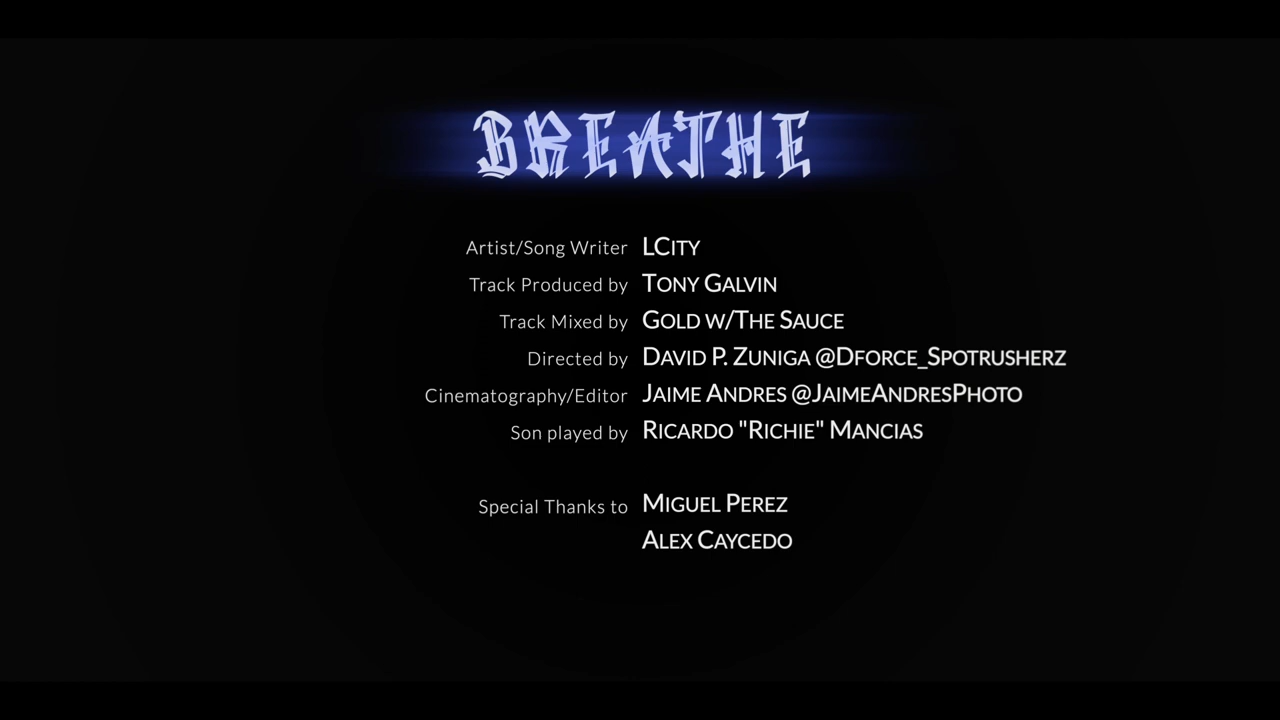 BREATHE
Artist/Song Writer LCity
Track Produced by Tony Galvin
Track Mixed by Gold w/The Sauce
Directed by David P. Zuniga @Dforce_Spotrusherz
Cinematography/Editor Jaime Andres @JaimeAndresPhoto
Son played by Ricardo "Richie" Mancias
Special Thanks to Miguel Perez
Alex Caycedo